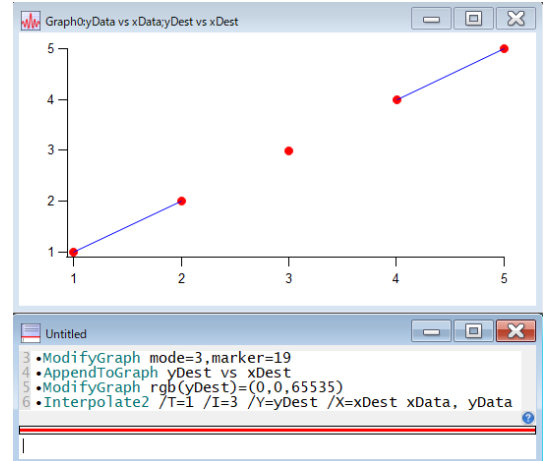 Graph0:yData vs xData;yDest vs xDest
5
4
3
2
1
1 2 3 4 5
Untitled
3 •ModifyGraph mode=3,marker=19
4 •AppendToGraph yDest vs xDest
5 •ModifyGraph rgb(yDest)=(0,0,65535)
6 •Interpolate2 /T=1 /I=3 /Y=yDest /X=xDest xData, yData
?